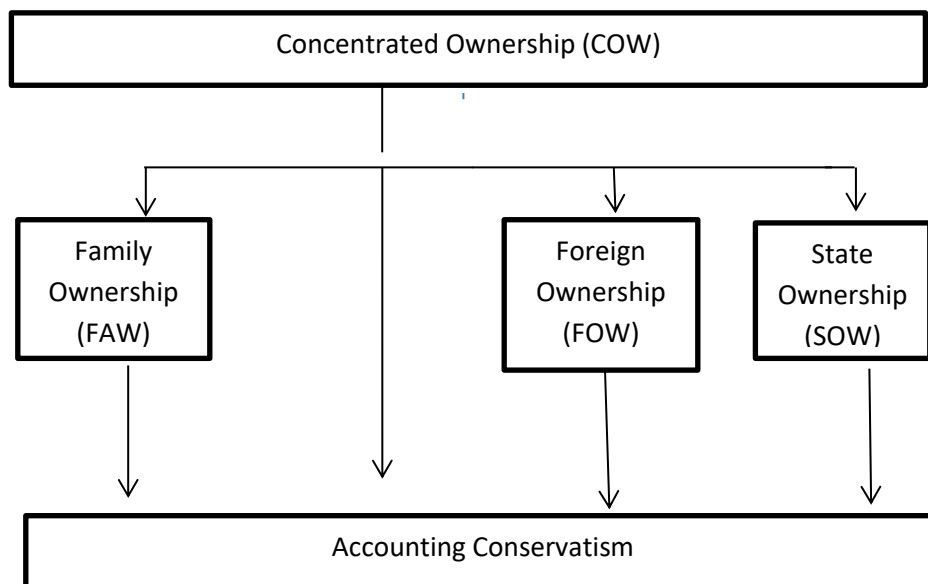 Concentrated Ownership (COW)
Family
Ownership
(FAW)
Foreign
Ownership
(FOW)
State
Ownership
(SOW)
Accounting Conservatism